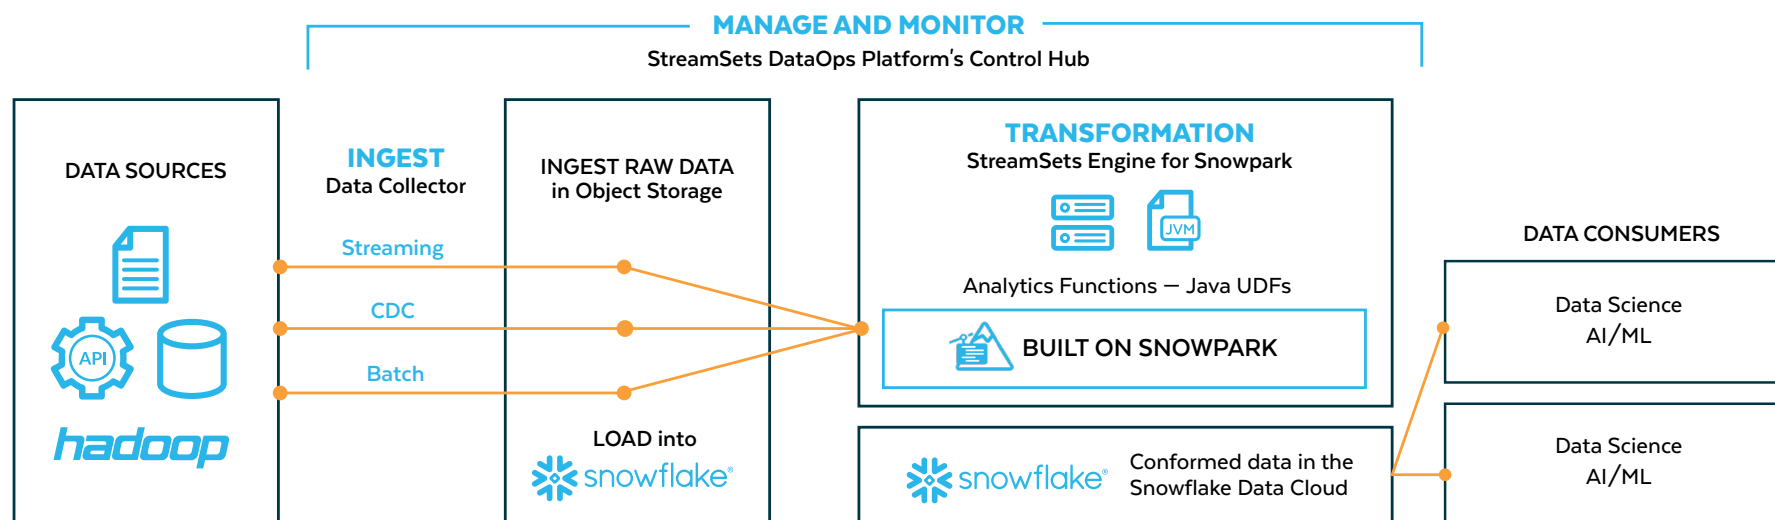 MANAGE AND MONITOR
StreamSets DataOps Platform's Control Hub
DATA SOURCES
API
hadoop
INGEST
Data Collector
Streaming
CDC
Batch
INGEST RAW DATA
in Object Storage
LOAD into
snowflake®
TRANSFORMATION
StreamSets Engine for Snowpark
JVM
Analytics Functions — Java UDFs
BUILT ON SNOWPARK
snowflake®
Conformed data in the
Snowflake Data Cloud
DATA CONSUMERS
Data Science
AI/ML
Data Science
AI/ML